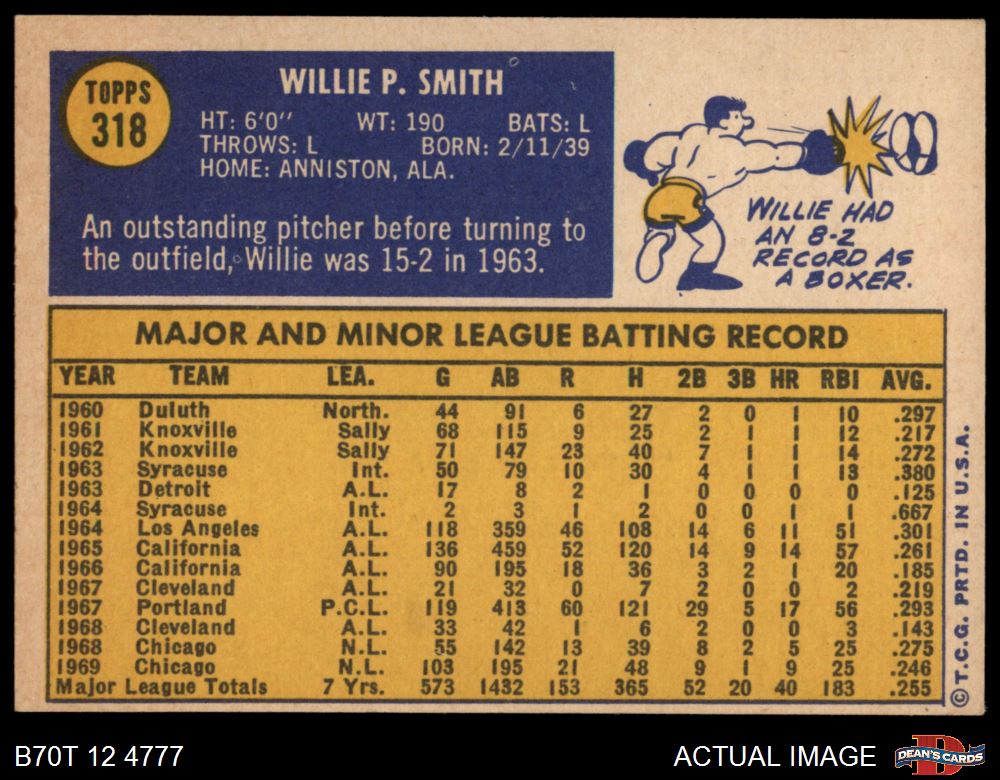 TOPPS
318
WILLIE P. SMITH
HT: 6'0" WT: 190 BATS: L
THROWS: L BORN: 2/11/39
HOME: ANNISTON, ALA.
An outstanding pitcher before turning to
the outfield, Willie was 15-2 in 1963.
WILLIE HAD
AN 8-2
RECORD AS
A BOXER.
MAJOR AND MINOR LEAGUE BATTING RECORD
YEAR TEAM LEA. G AB R H 2B 3B HR RBI AVG.
1960 Duluth North. 44 91 6 27 2 0 1 10 .297
1961 Knoxville Sally 68 115 9 25 2 1 1 12 .217
1962 Knoxville Sally 71 147 23 40 7 1 1 14 .272
1963 Syracuse Int. 50 79 10 30 4 1 1 13 .380
1963 Detroit A.L. 17 8 2 1 0 0 0 0 .125
1964 Syracuse Int. 2 3 1 2 0 0 1 1 .667
1964 Los Angeles A.L. 118 359 46 108 14 6 11 51 .301
1965 California A.L. 136 459 52 120 14 9 14 57 .261
1966 California A.L. 90 195 18 36 3 2 1 20 .185
1967 Cleveland A.L. 21 32 0 7 2 0 0 2 .219
1967 Portland P.C.L. 119 413 60 121 29 5 17 56 .293
1968 Cleveland A.L. 33 42 1 6 2 0 0 3 .143
1968 Chicago N.L. 55 142 13 39 8 2 5 25 .275
1969 Chicago N.L. 103 195 21 48 9 1 9 25 .246
Major League Totals 7 Yrs. 573 1432 153 365 52 20 40 183 .255
© T.C.G. PRTD. IN U.S.A.
B70T 12 4777
ACTUAL IMAGE
DEAN'S CARDS